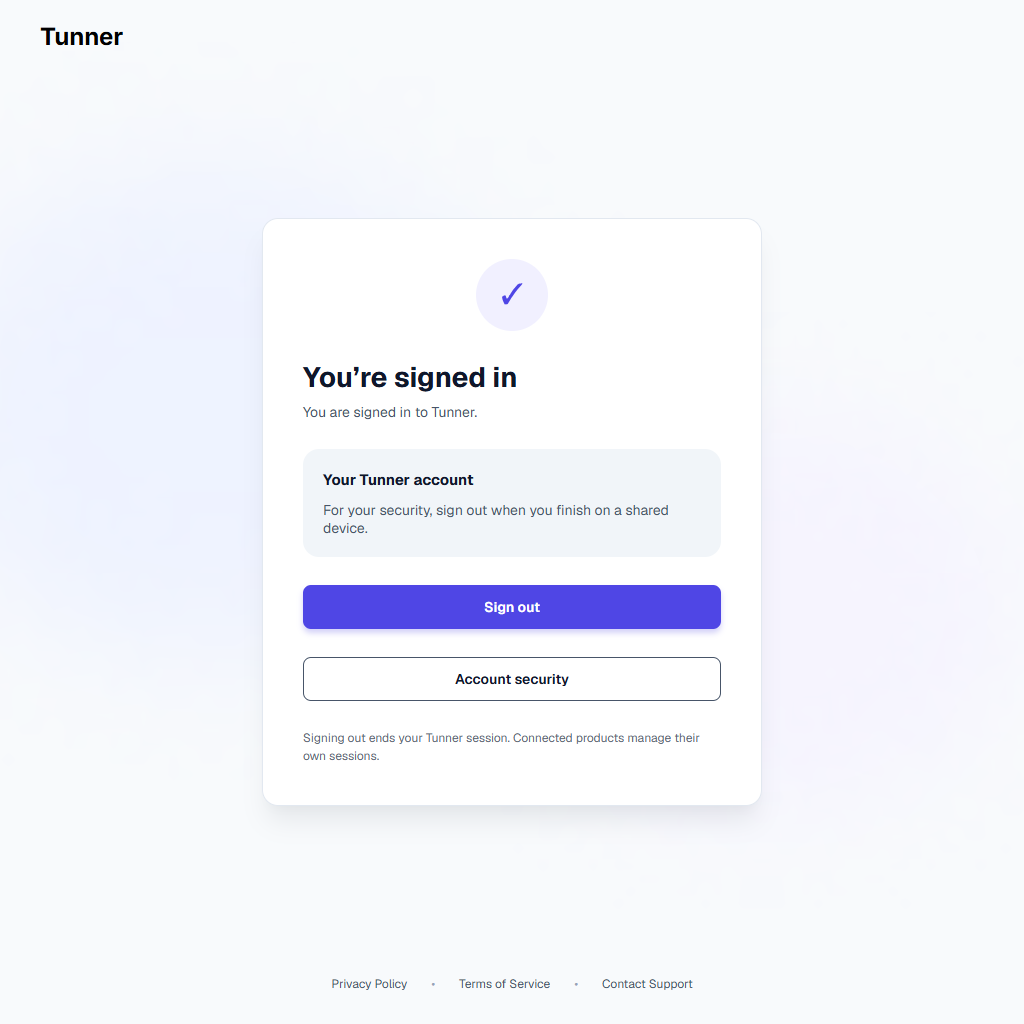 Tunner
You’re signed in
You are signed in to Tunner.
Your Tunner account
For your security, sign out when you finish on a shared
device.
Sign out
Account security
Signing out ends your Tunner session. Connected products manage their
own sessions.
Privacy Policy • Terms of Service • Contact Support